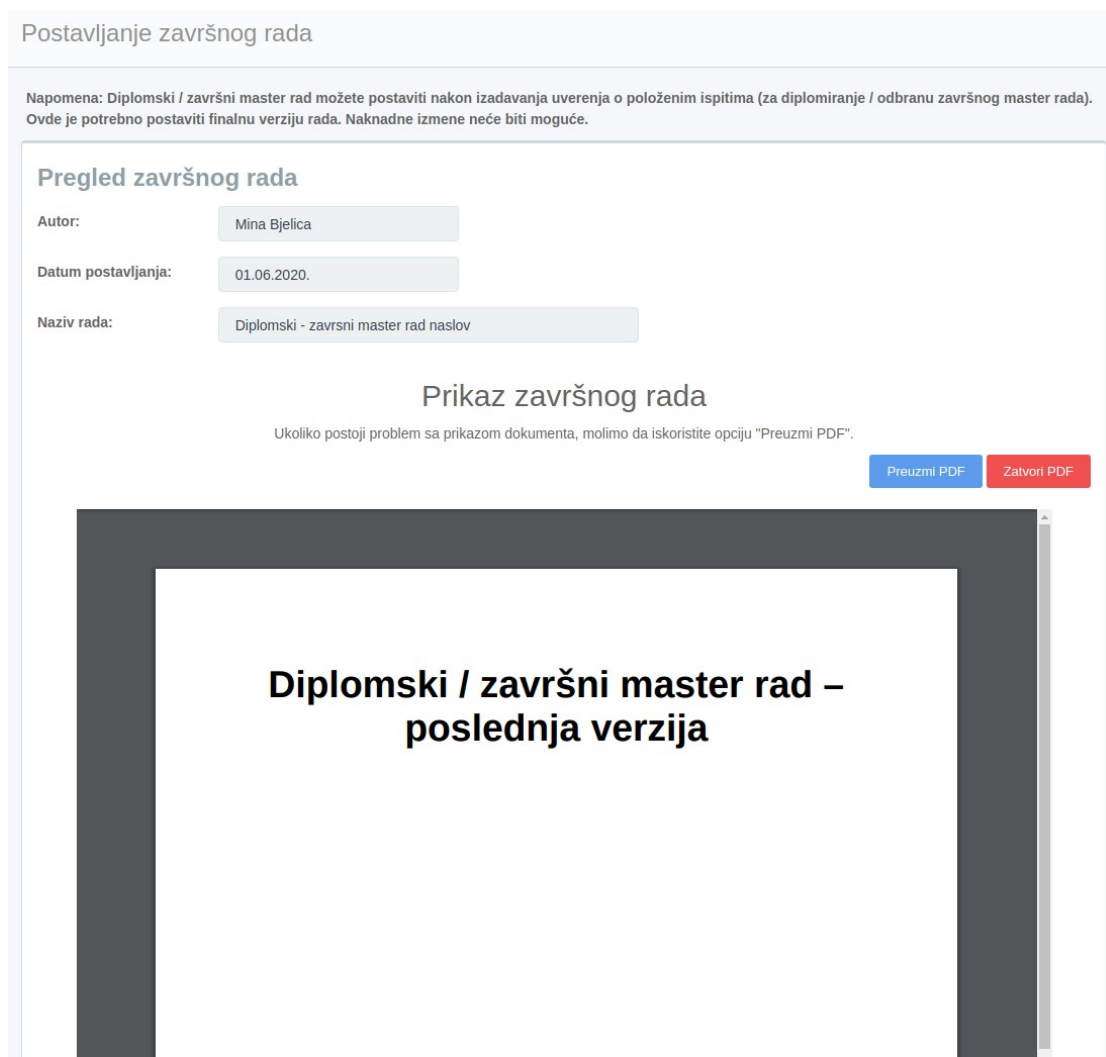 Postavljanje završnog rada
Napomena: Diplomski / završni master rad možete postaviti nakon izadavanja uverenja o položenim ispitima (za diplomiranje / odbranu završnog master rada).
Ovde je potrebno postaviti finalnu verziju rada. Naknadne izmene neće biti moguće.
Pregled završnog rada
Autor: Mina Bjelica
Datum postavljanja: 01.06.2020.
Naziv rada: Diplomski - zavrsni master rad naslov
Prikaz završnog rada
Ukoliko postoji problem sa prikazom dokumenta, molimo da iskoristite opciju "Preuzmi PDF".
Preuzmi PDF Zatvori PDF
Diplomski / završni master rad –
poslednja verzija